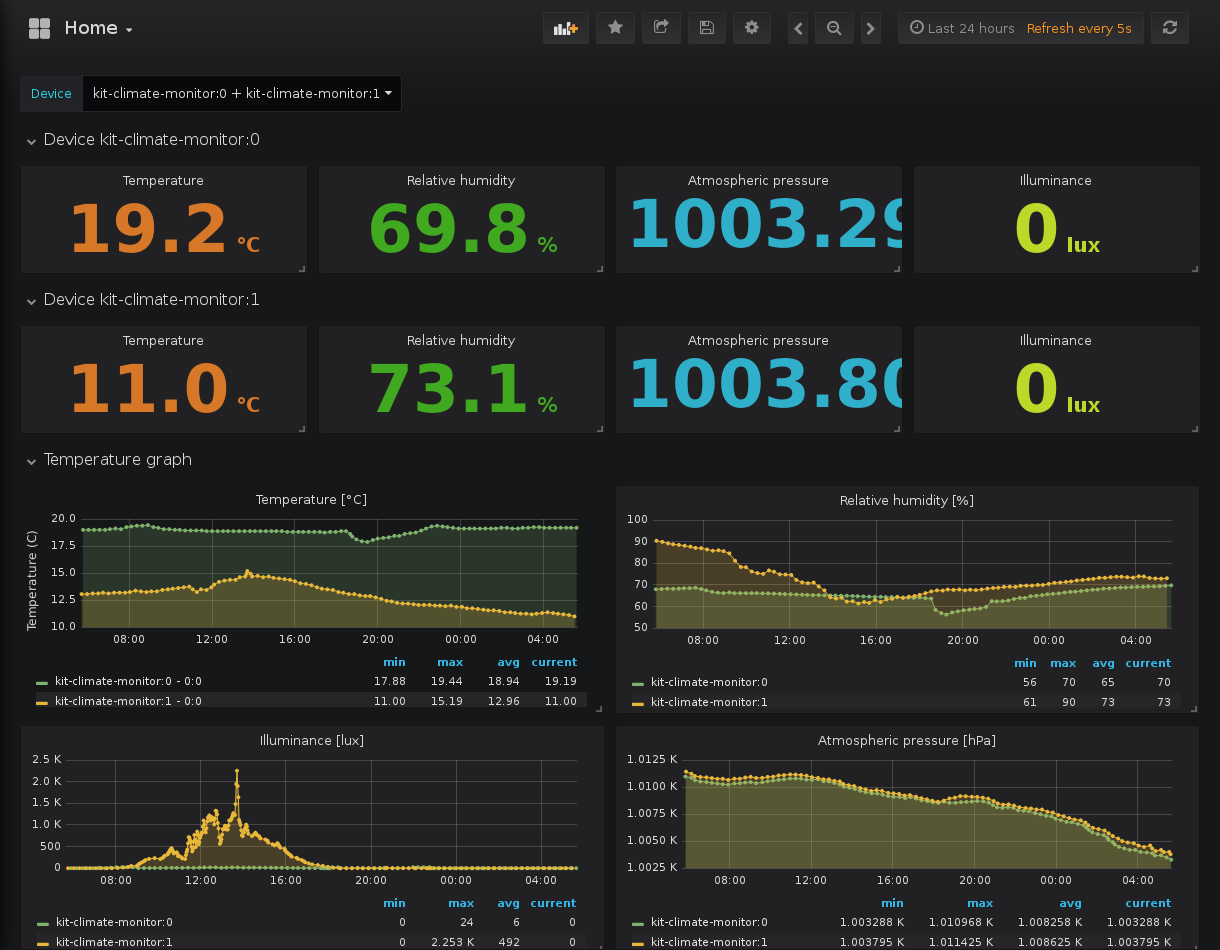 Home
Last 24 hours Refresh every 5s
Device kit-climate-monitor:0 + kit-climate-monitor:1
Device kit-climate-monitor:0
Temperature Relative humidity Atmospheric pressure Illuminance
19.2 °C 69.8 % 1003.29 0 lux
Device kit-climate-monitor:1
Temperature Relative humidity Atmospheric pressure Illuminance
11.0 °C 73.1 % 1003.80 0 lux
Temperature graph
Temperature [°C]
Temperature (C)
20.0
17.5
15.0
12.5
10.0
08:00 12:00 16:00 20:00 00:00 04:00
min max avg current
kit-climate-monitor:0 - 0:0 17.88 19.44 18.94 19.19
kit-climate-monitor:1 - 0:0 11.00 15.19 12.96 11.00
Relative humidity [%]
100
90
80
70
60
50
08:00 12:00 16:00 20:00 00:00 04:00
min max avg current
kit-climate-monitor:0 56 70 65 70
kit-climate-monitor:1 61 90 73 73
Illuminance [lux]
2.5 K
2.0 K
1.5 K
1.0 K
500
0
08:00 12:00 16:00 20:00 00:00 04:00
min max avg current
kit-climate-monitor:0 0 24 6 0
kit-climate-monitor:1 0 2.253 K 492 0
Atmospheric pressure [hPa]
1.0125 K
1.0100 K
1.0075 K
1.0050 K
1.0025 K
08:00 12:00 16:00 20:00 00:00 04:00
min max avg current
kit-climate-monitor:0 1.003288 K 1.010968 K 1.008258 K 1.003288 K
kit-climate-monitor:1 1.003795 K 1.011425 K 1.008625 K 1.003795 K